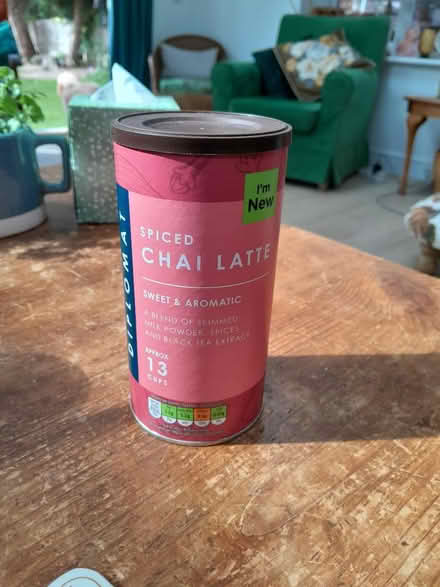 I'm
New
DIPLOMAT
SPICED
CHAI LATTE
SWEET & AROMATIC
A BLEND OF SKIMMED
MILK POWDER, SPICES
AND BLACK TEA EXTRACT
APPROX
13
CUPS